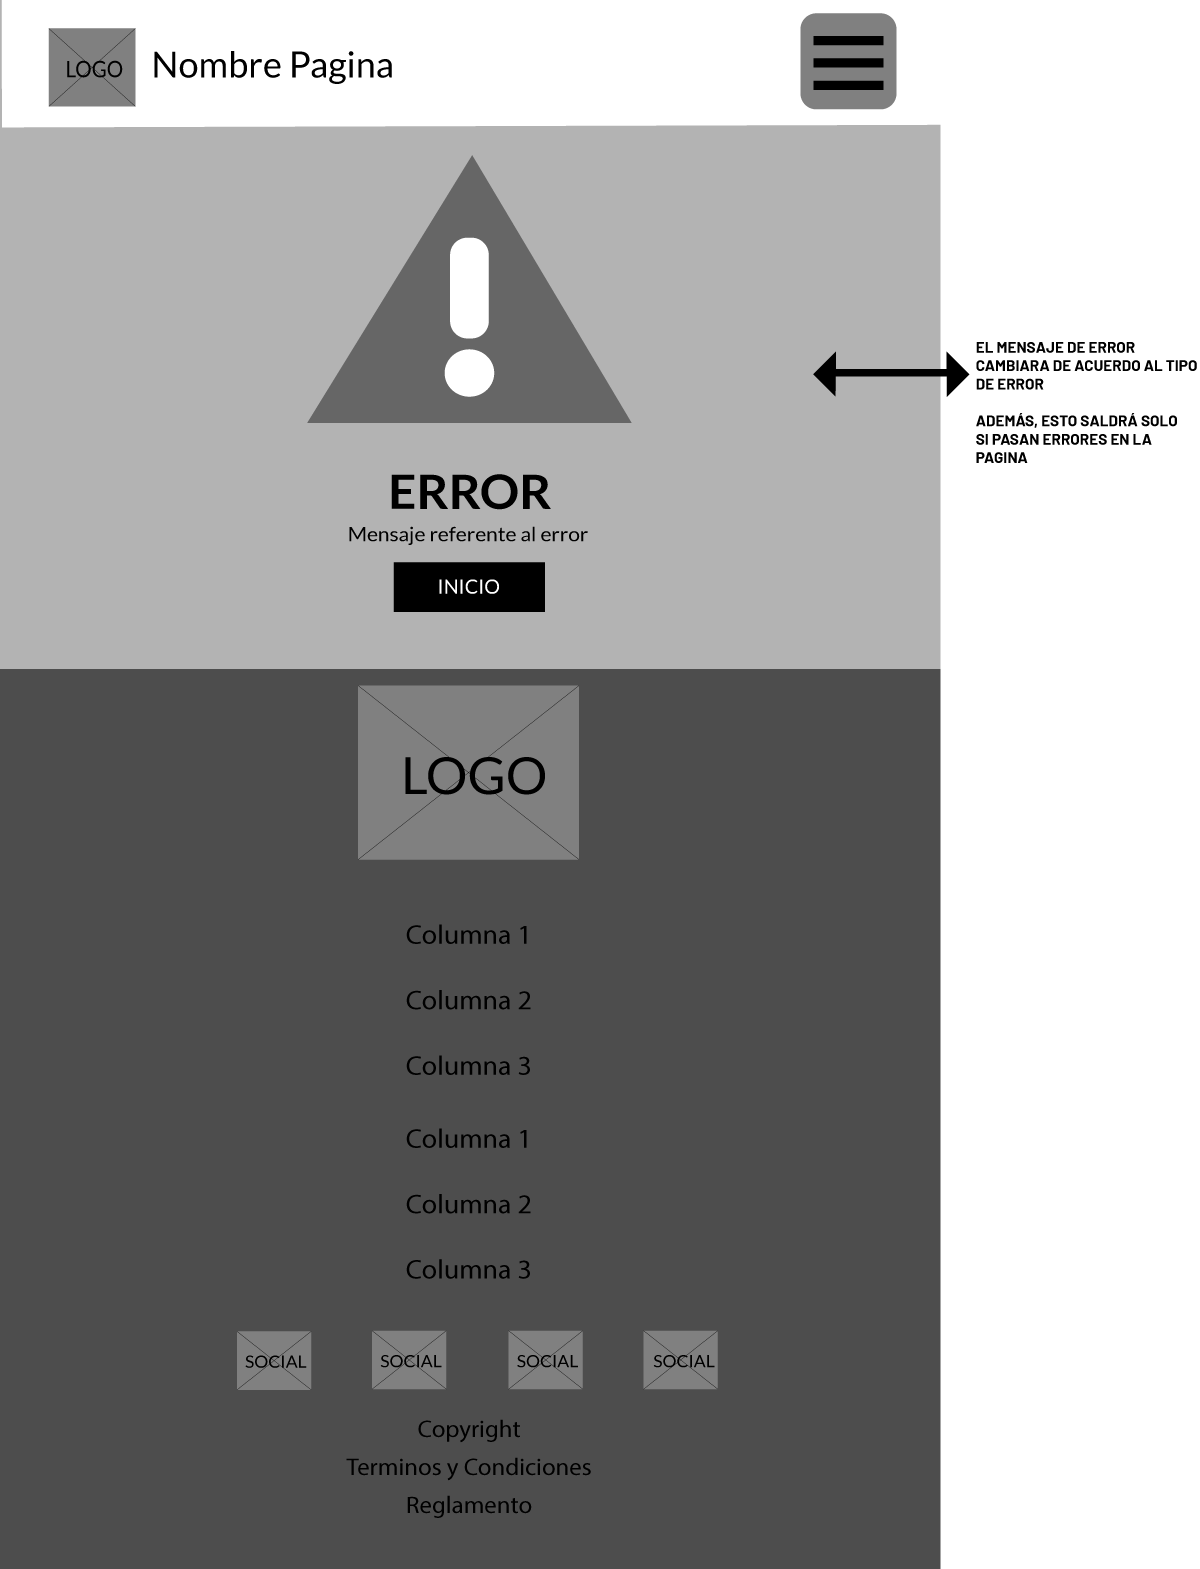 LOGO
Nombre Pagina
EL MENSAJE DE ERROR
CAMBIARA DE ACUERDO AL TIPO
DE ERROR
ADEMÁS, ESTO SALDRÁ SOLO
SI PASAN ERRORES EN LA
PAGINA
ERROR
Mensaje referente al error
INICIO
LOGO
Columna 1
Columna 2
Columna 3
Columna 1
Columna 2
Columna 3
SOCIAL SOCIAL SOCIAL SOCIAL
Copyright
Terminos y Condiciones
Reglamento